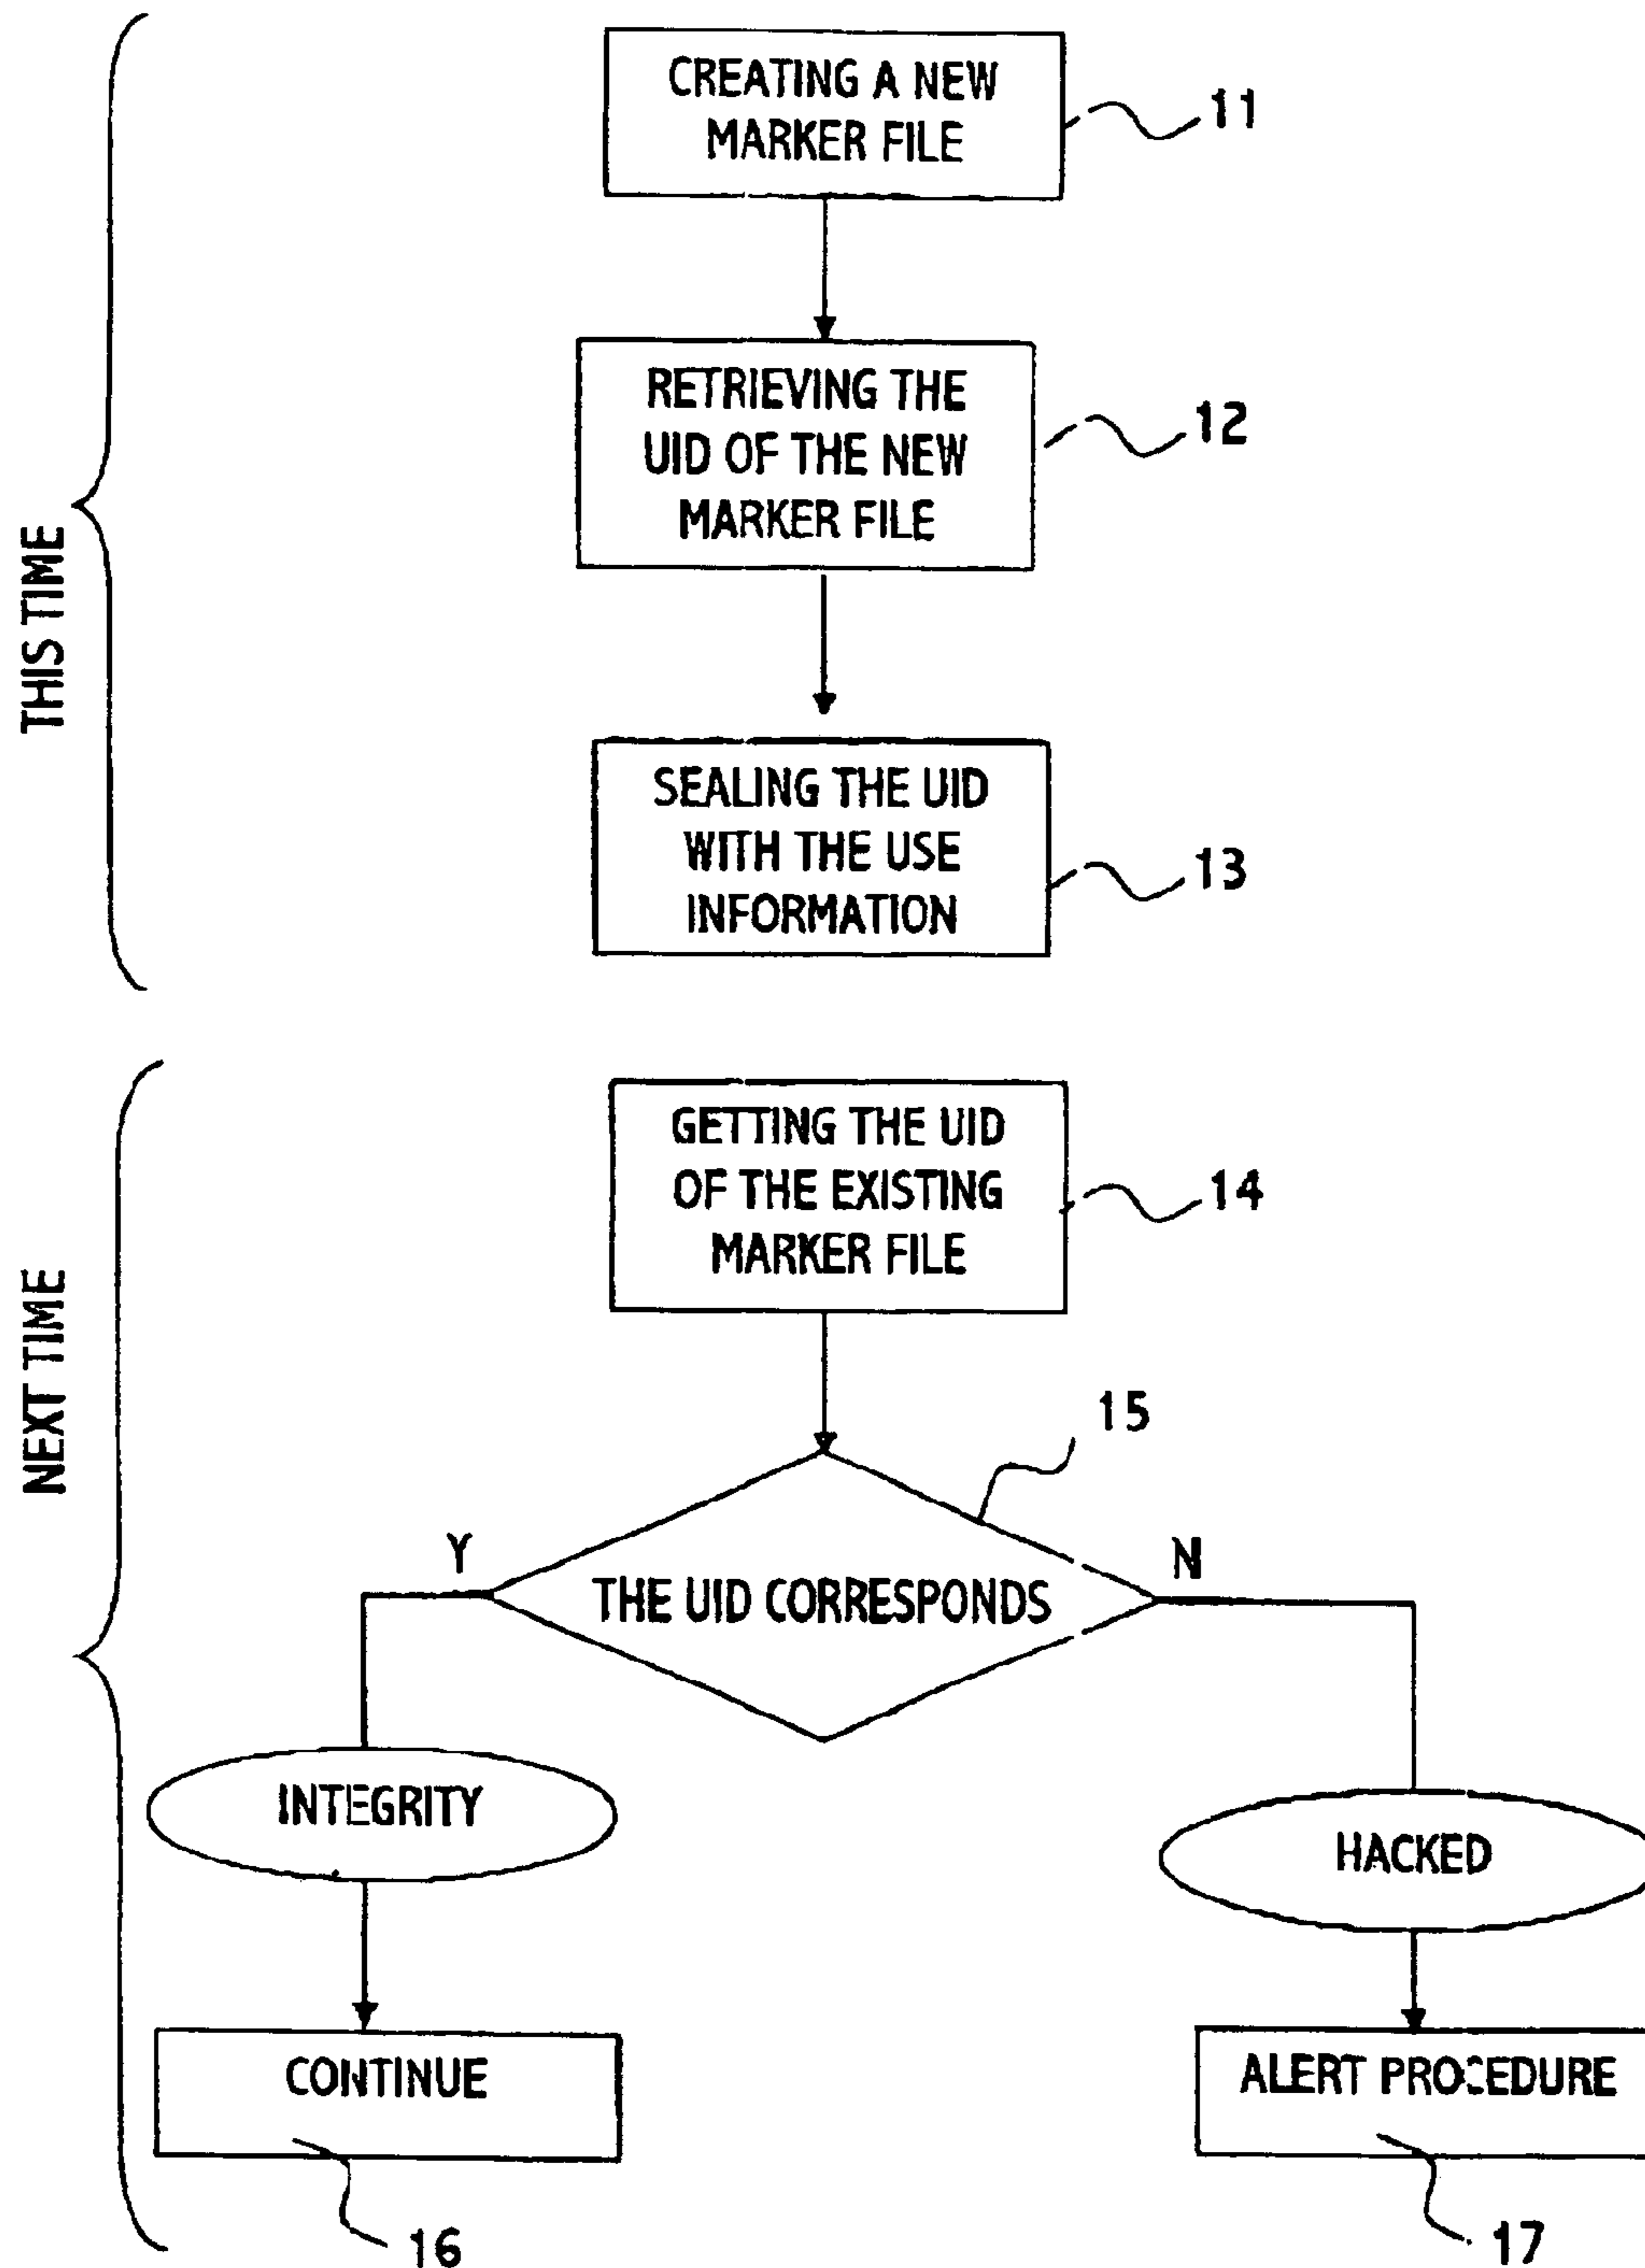 THIS TIME
CREATING A NEW
MARKER FILE
11
RETRIEVING THE
UID OF THE NEW
MARKER FILE
12
SEALING THE UID
WITH THE USE
INFORMATION
13
NEXT TIME
GETTING THE UID
OF THE EXISTING
MARKER FILE
14
15
Y
THE UID CORRESPONDS
N
INTEGRITY
HACKED
CONTINUE
ALERT PROCEDURE
16
17